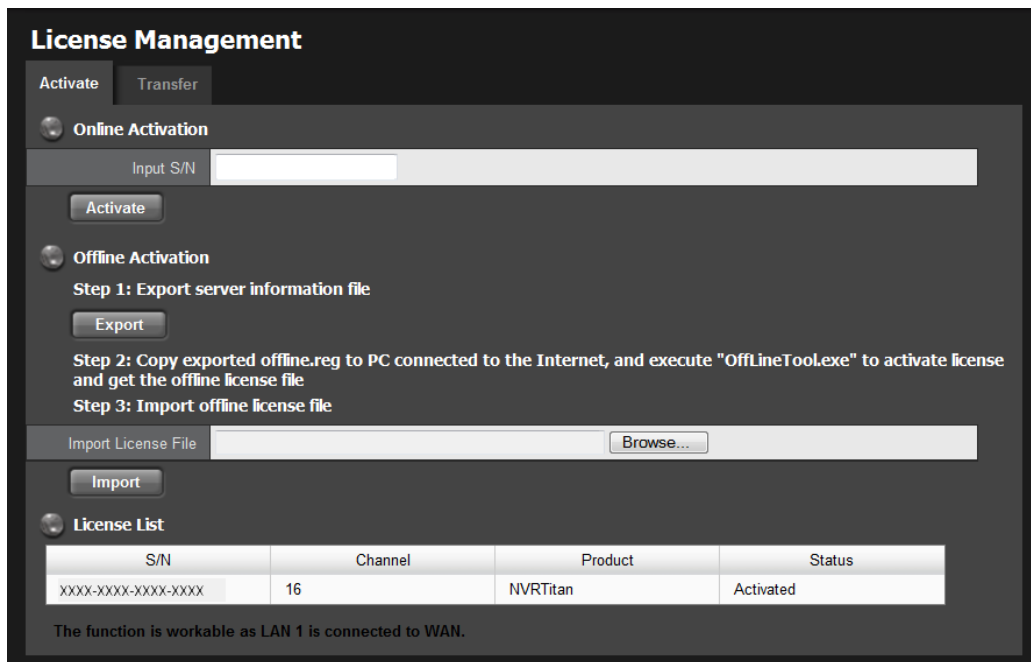 License Management
Activate Transfer
Online Activation
Input S/N
Activate
Offline Activation
Step 1: Export server information file
Export
Step 2: Copy exported offline.reg to PC connected to the Internet, and execute "OffLineTool.exe" to activate license
and get the offline license file
Step 3: Import offline license file
Import License File Browse...
Import
License List
S/N Channel Product Status
XXXX-XXXX-XXXX-XXXX 16 NVRTitan Activated
The function is workable as LAN 1 is connected to WAN.